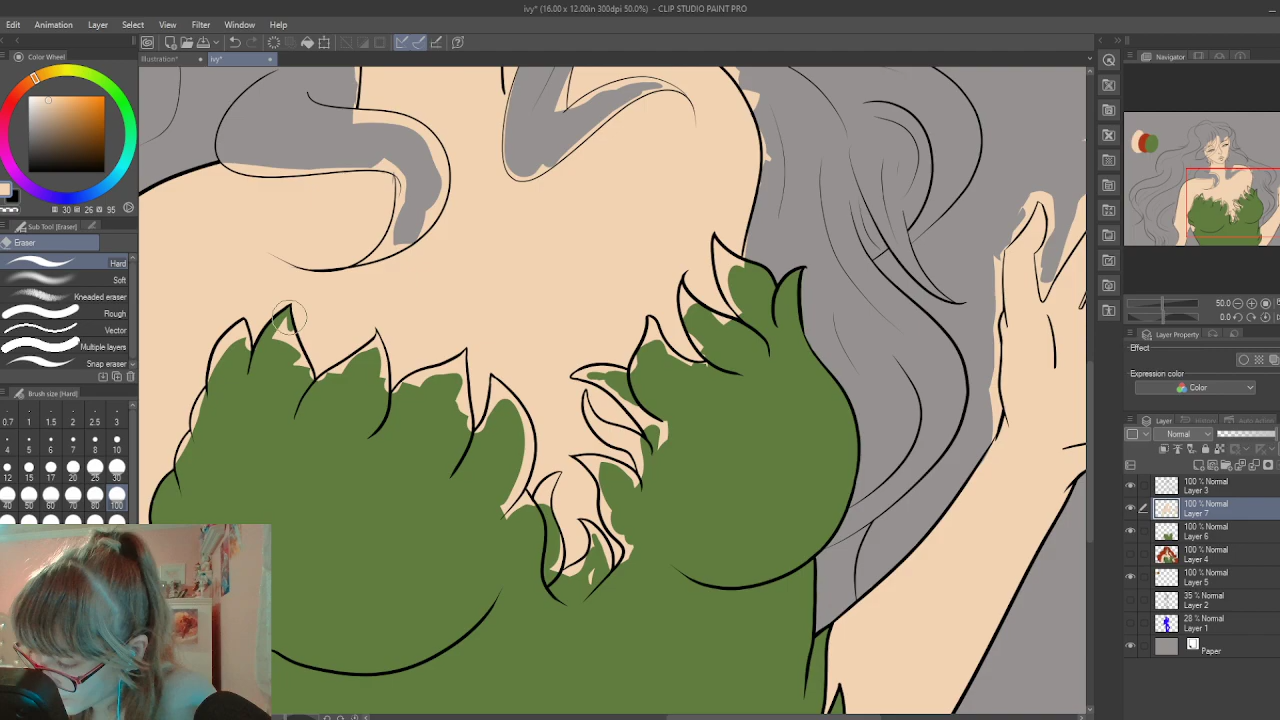 ivy* (16.00 x 12.00in 300dpi 50.0%) - CLIP STUDIO PAINT PRO
Edit Animation Layer Select View Filter Window Help
Illustration* ivy*
Color Wheel
30 26 95
Sub Tool [Eraser]
Eraser
Hard
Soft
Kneaded eraser
Rough
Vector
Multiple layers
Snap eraser
Brush size [Hard]
0.7 1 1.5 2 2.5 3
4 5 6 7 8 10
12 15 17 20 25 30
40 50 60 70 80 100
Navigator
50.0
0.0
Layer Property
Effect
Expression color
Color
Layer History Auto Action
Normal
100 % Normal
Layer 3
100 % Normal
Layer 7
100 % Normal
Layer 6
100 % Normal
Layer 4
100 % Normal
Layer 5
35 % Normal
Layer 2
28 % Normal
Layer 1
Paper